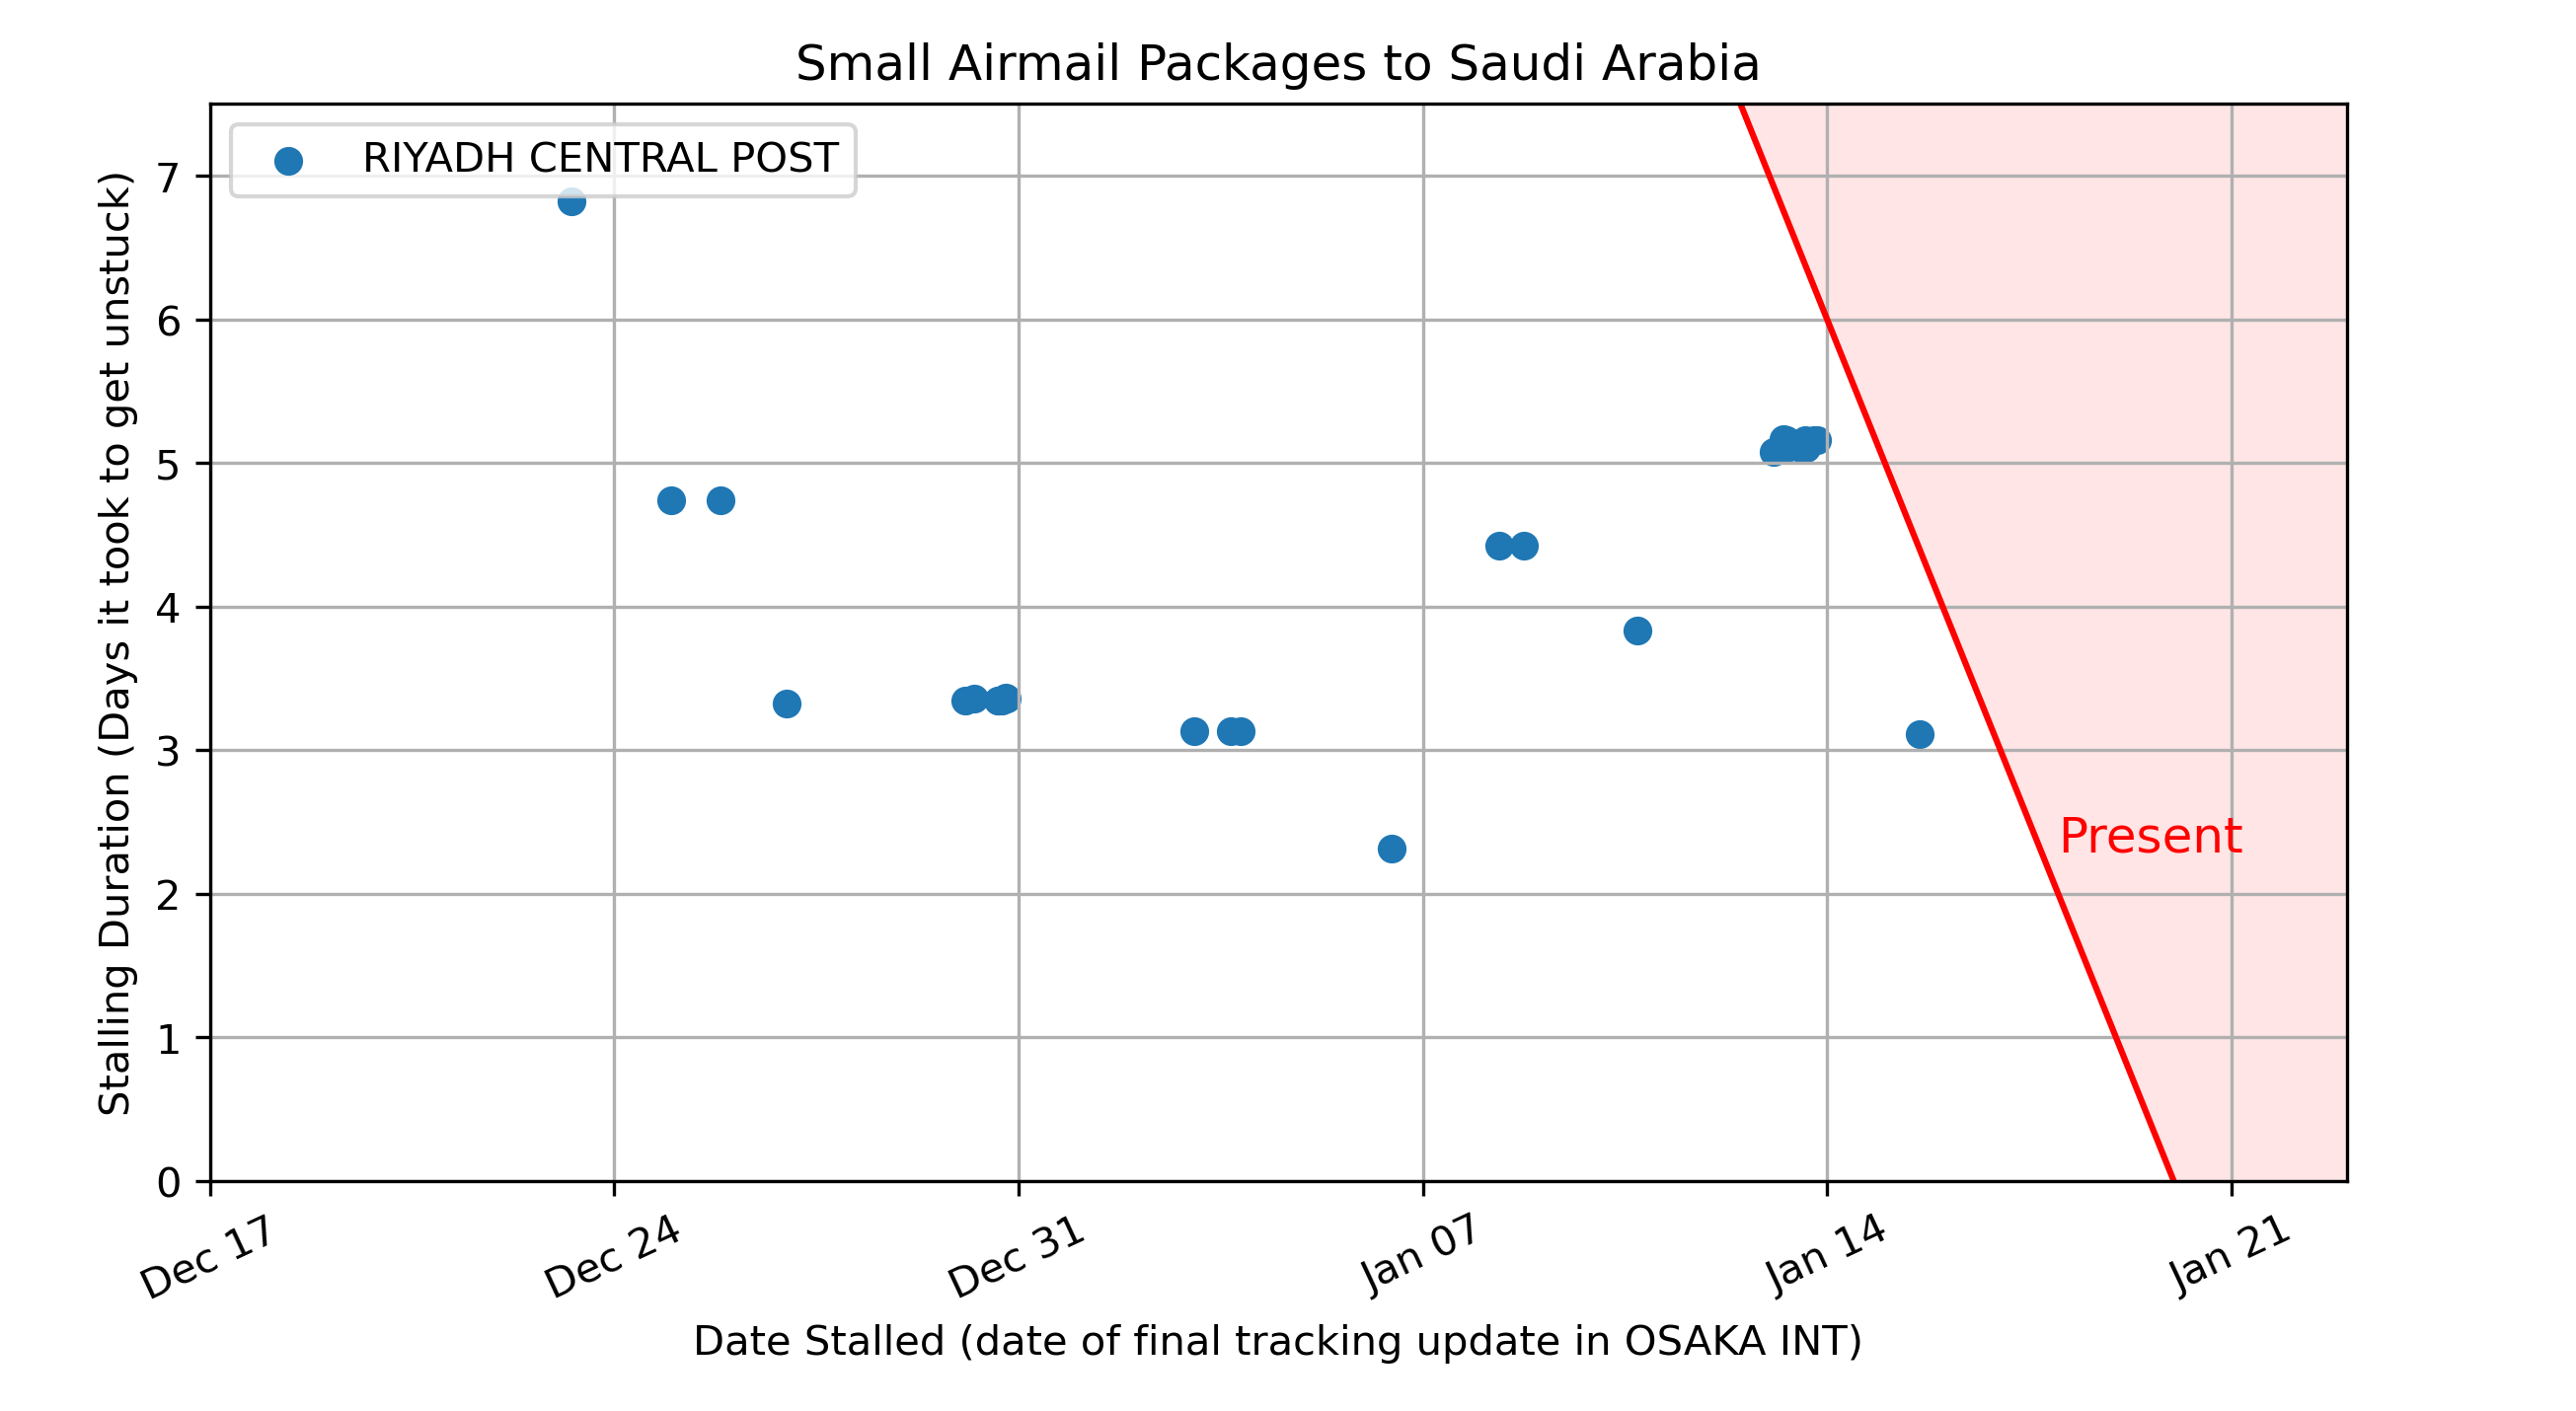 Small Airmail Packages to Saudi Arabia
RIYADH CENTRAL POST
Stalling Duration (Days it took to get unstuck)
7
6
5
4
3
2
1
0
Present
Dec 17
Dec 24
Dec 31
Jan 07
Jan 14
Jan 21
Date Stalled (date of final tracking update in OSAKA INT)